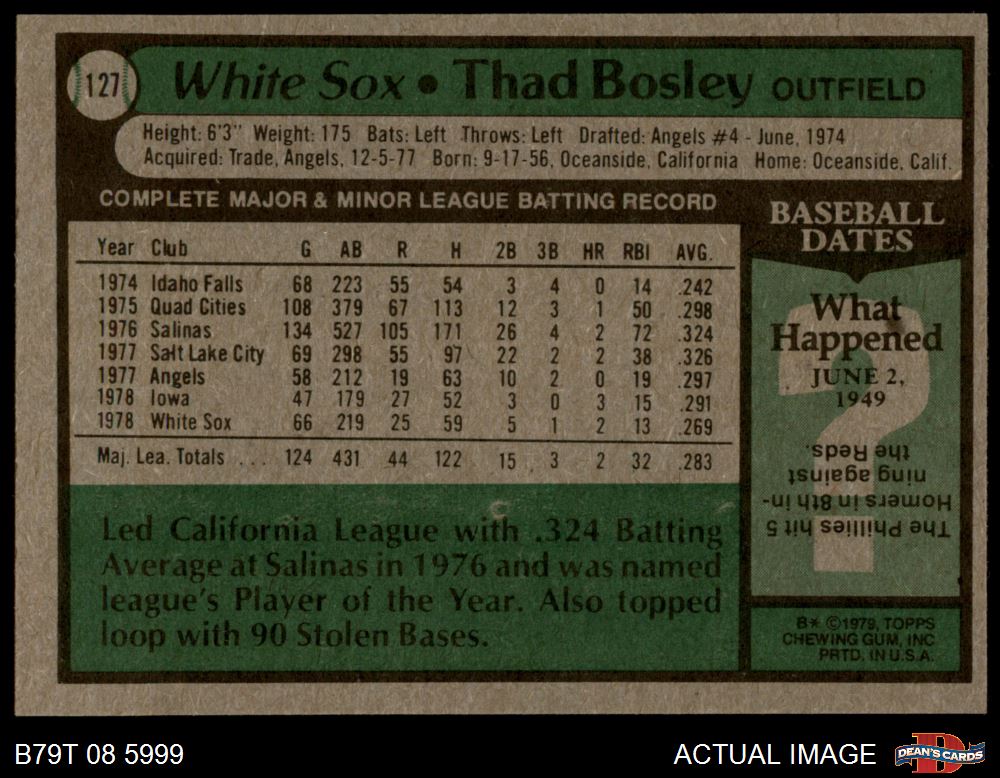 127
White Sox • Thad Bosley OUTFIELD
Height: 6'3" Weight: 175 Bats: Left Throws: Left Drafted: Angels #4 - June, 1974
Acquired: Trade, Angels, 12-5-77 Born: 9-17-56, Oceanside, California Home: Oceanside, Calif.
COMPLETE MAJOR & MINOR LEAGUE BATTING RECORD
Year Club G AB R H 2B 3B HR RBI AVG.
1974 Idaho Falls 68 223 55 54 3 4 0 14 .242
1975 Quad Cities 108 379 67 113 12 3 1 50 .298
1976 Salinas 134 527 105 171 26 4 2 72 .324
1977 Salt Lake City 69 298 55 97 22 2 2 38 .326
1977 Angels 58 212 19 63 10 2 0 19 .297
1978 Iowa 47 179 27 52 3 0 3 15 .291
1978 White Sox 66 219 25 59 5 1 2 13 .269
Maj. Lea. Totals ... 124 431 44 122 15 3 2 32 .283
Led California League with .324 Batting
Average at Salinas in 1976 and was named
league's Player of the Year. Also topped
loop with 90 Stolen Bases.
BASEBALL
DATES
What
Happened
JUNE 2,
1949
The Phillies hit 5
Homers in 8th in-
ning against
the Reds.
B* ©1979, TOPPS
CHEWING GUM, INC
PRTD. IN U.S.A.
B79T 08 5999
ACTUAL IMAGE
D
DEAN'S CARDS